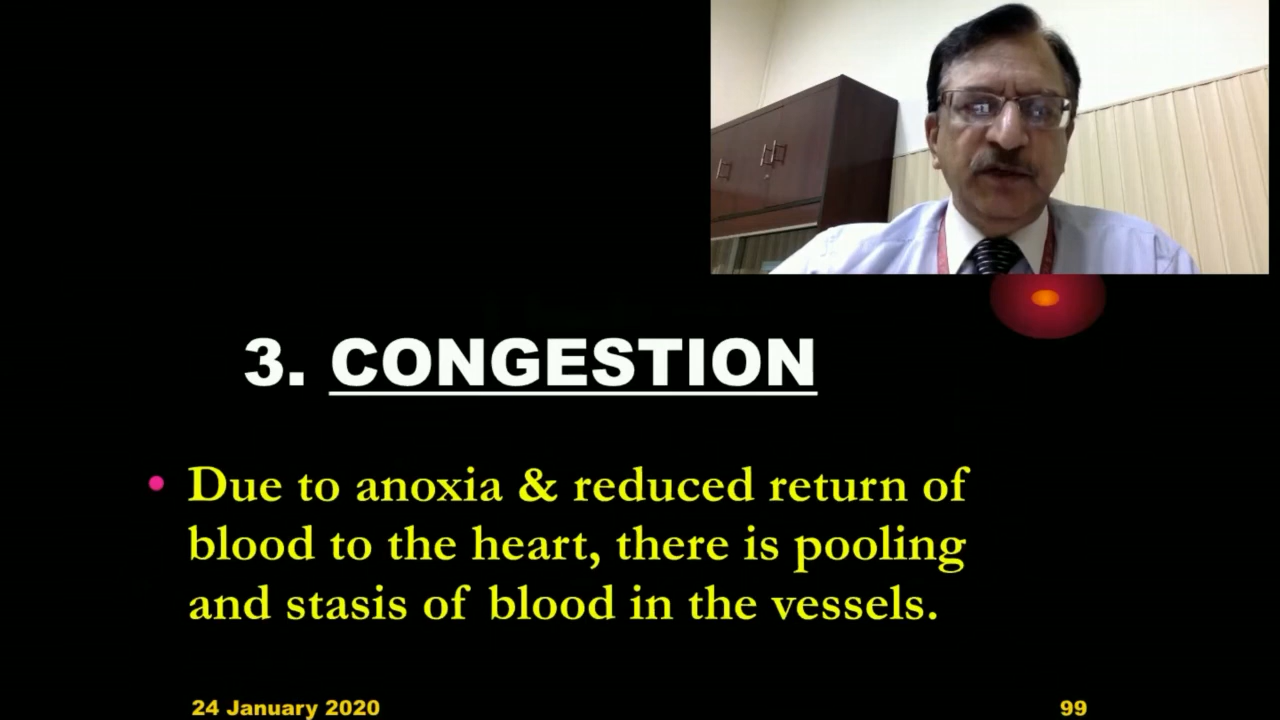 3. CONGESTION
• Due to anoxia & reduced return of
blood to the heart, there is pooling
and stasis of blood in the vessels.
24 January 2020
99